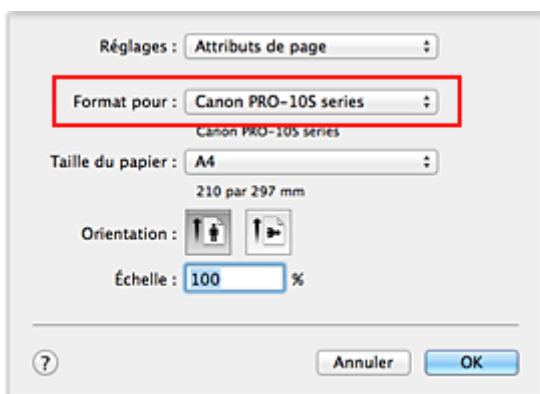 Réglages : Attributs de page
Format pour : Canon PRO-10S series
Canon PRO-10S series
Taille du papier : A4
210 par 297 mm
Orientation :
Échelle : 100 %
? Annuler OK